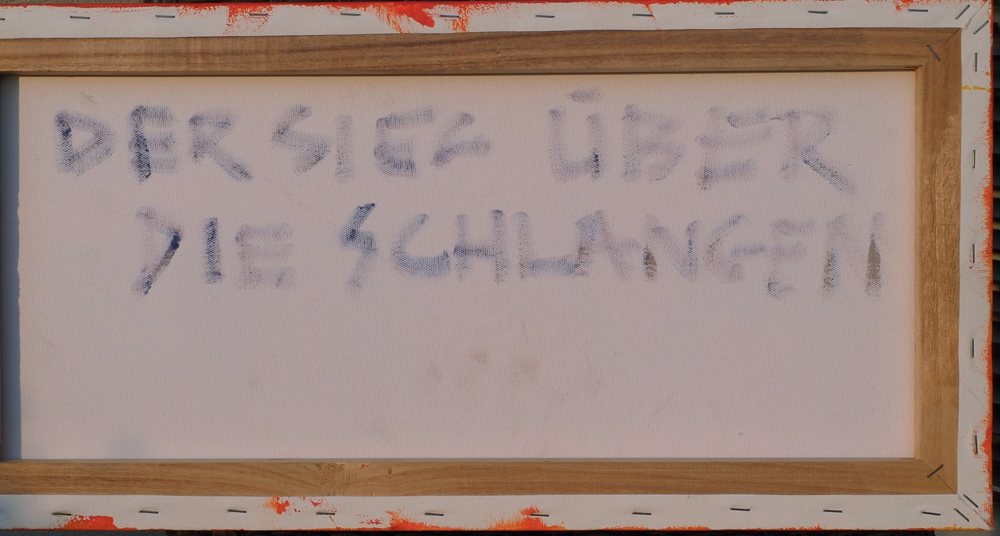 DER SIEG ÜBER
DIE SCHLANGEN